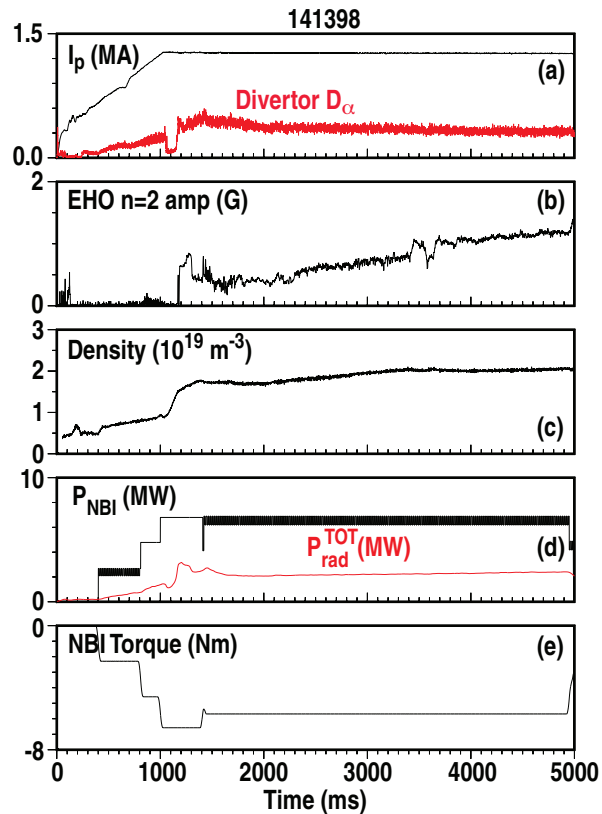 141398
1.5
I_p (MA)
(a)
Divertor D_α
0.0
2
EHO n=2 amp (G)
(b)
0
3
Density (10^19 m^-3)
2
1
(c)
0
10
P_NBI (MW)
P_rad^TOT (MW)
(d)
0
0
NBI Torque (Nm)
(e)
-8
0 1000 2000 3000 4000 5000
Time (ms)